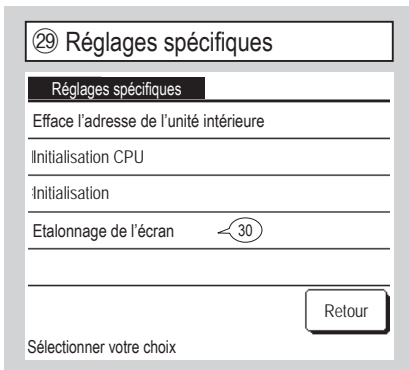 ㉙ Réglages spécifiques
Réglages spécifiques
Efface l'adresse de l'unité intérieure
Initialisation CPU
Initialisation
Etalonnage de l'écran 30
Retour
Sélectionner votre choix